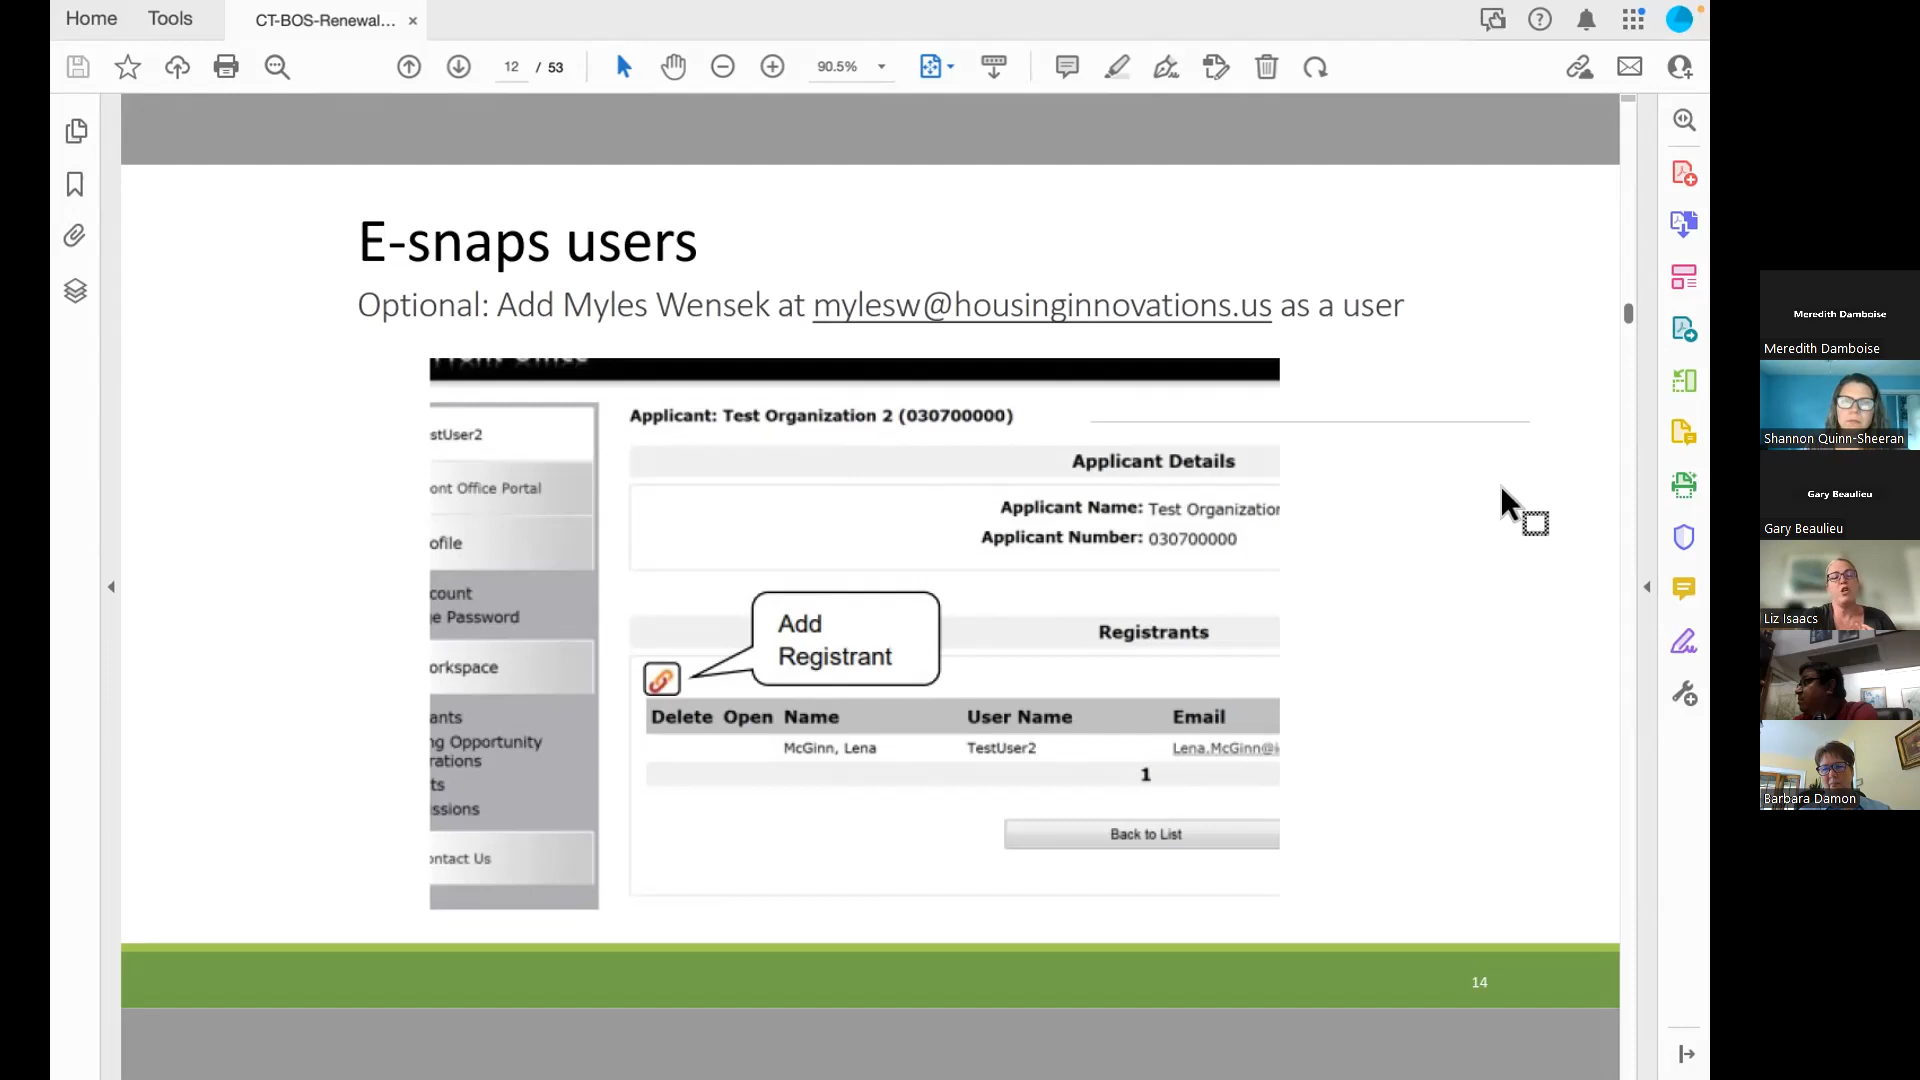 Home
Tools
CT-BOS-Renewal...
12 / 53
90.5%
E-snaps users
Optional: Add Myles Wensek at mylesw@housinginnovations.us as a user
Applicant: Test Organization 2 (030700000)
stUser2
ont Office Portal
ofile
count
e Password
orkspace
ants
ng Opportunity
rations
ts
ssions
ontact Us
Applicant Details
Applicant Name: Test Organization
Applicant Number: 030700000
Add
Registrant
Registrants
Delete Open Name User Name Email
McGinn, Lena TestUser2 Lena.McGinn@i
1
Back to List
14
Meredith Damboise
Meredith Damboise
Shannon Quinn-Sheeran
Gary Beaulieu
Gary Beaulieu
Liz Isaacs
Barbara Damon